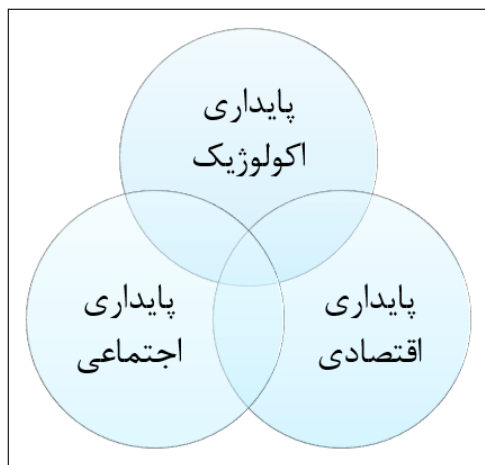 پایداری
اکولوژیک
پایداری
اقتصادی
پایداری
اجتماعی